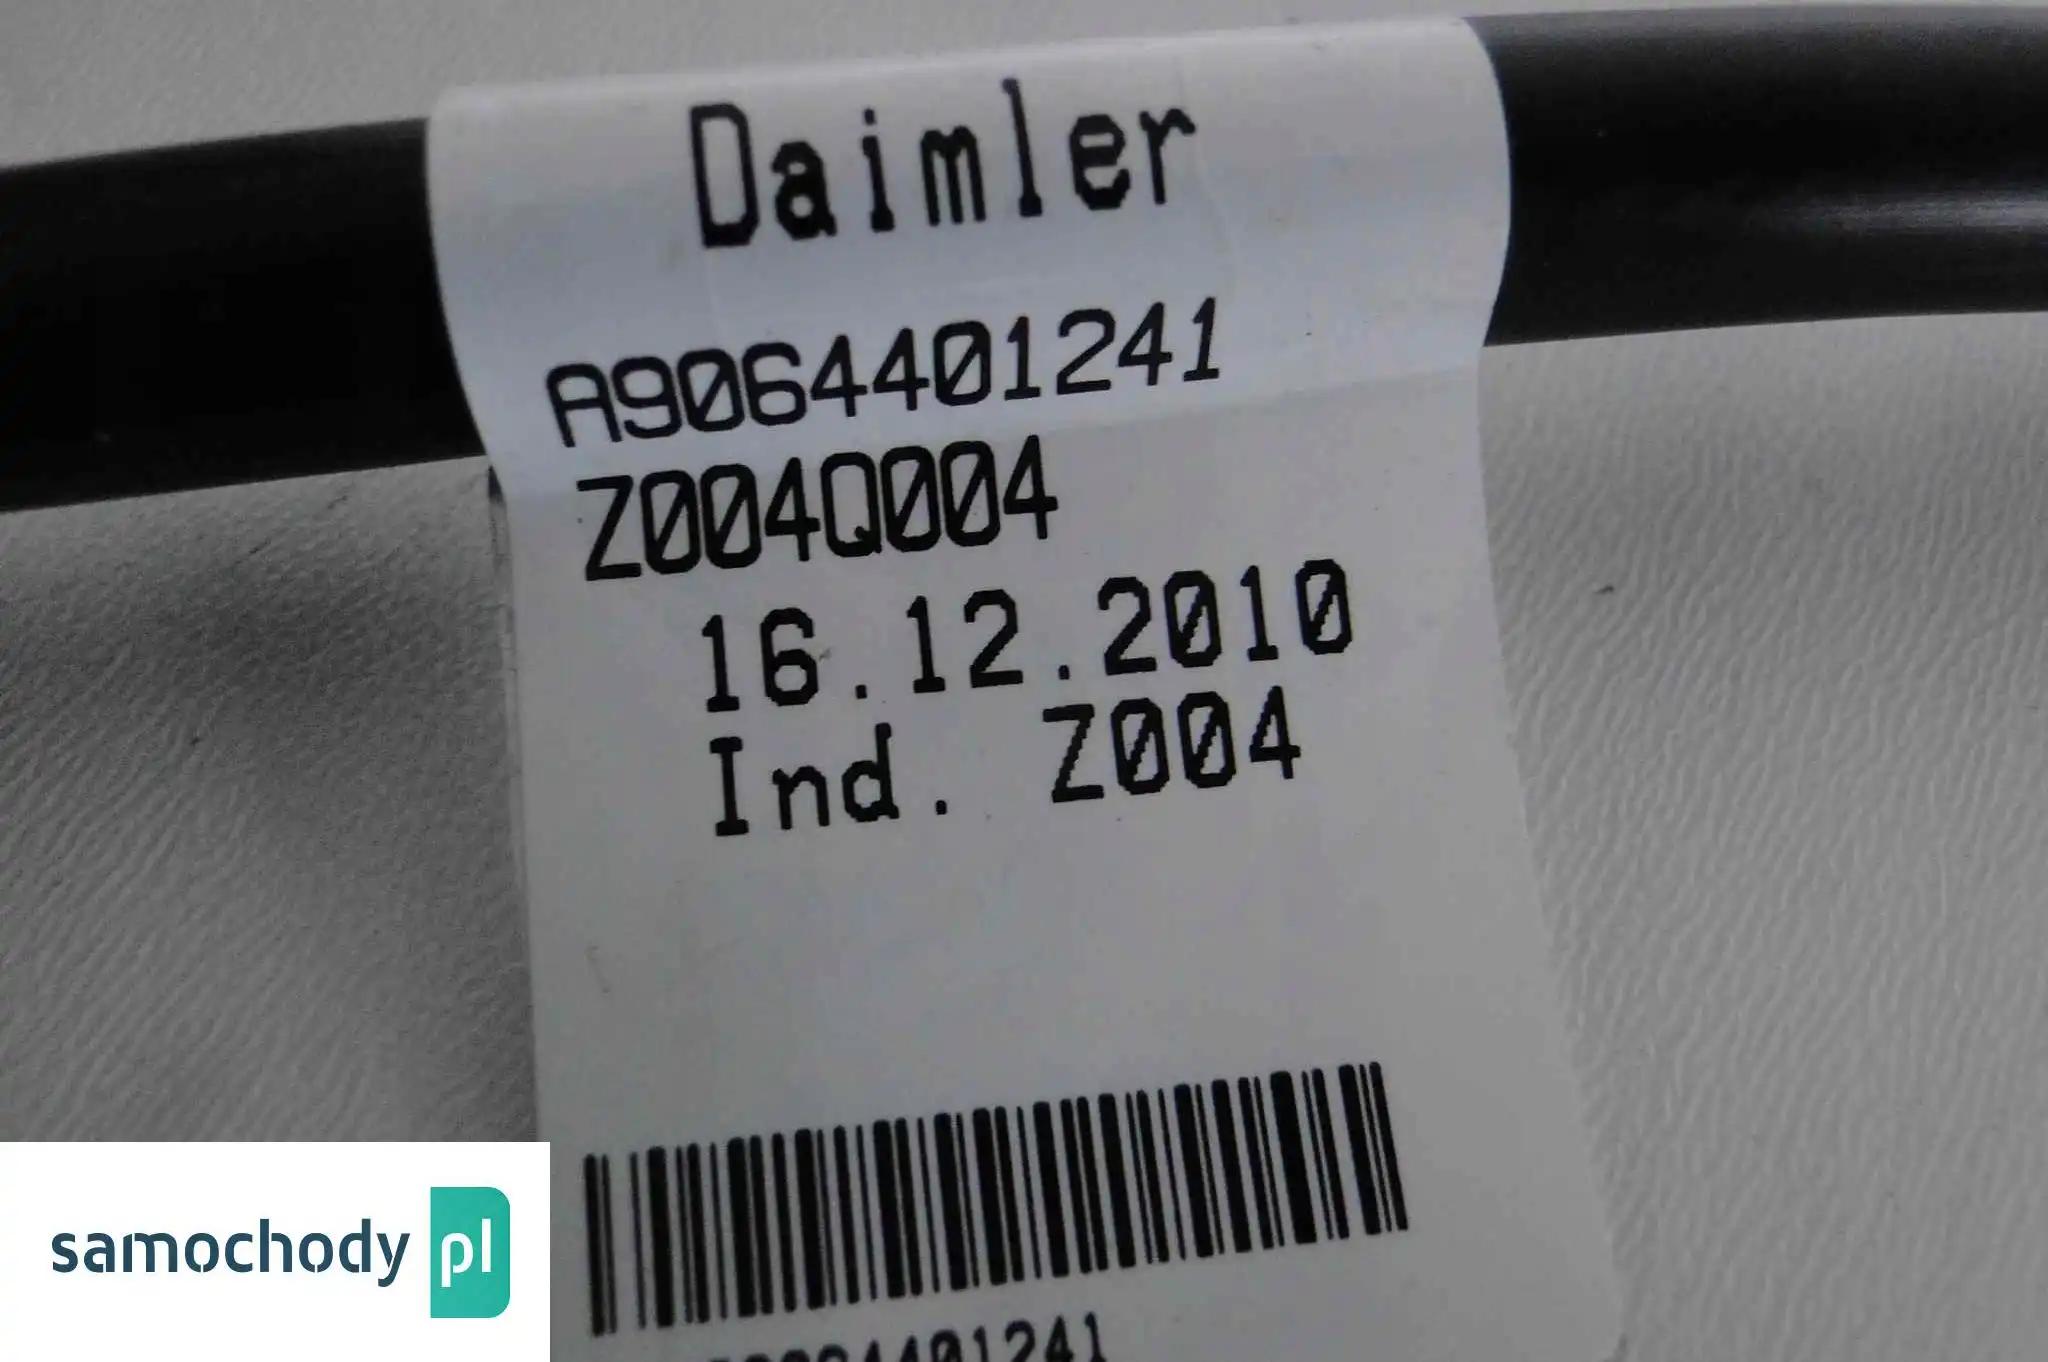 Daimler
A9064401241
Z004Q004
16.12.2010
Ind. Z004
samochody pl